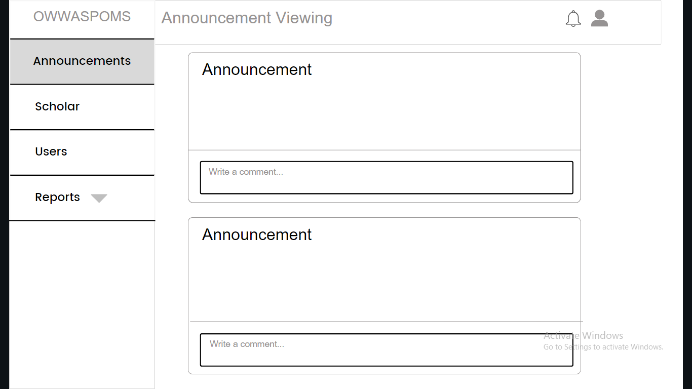 OWWASPOMS
Announcement Viewing
Announcements
Scholar
Users
Reports
Announcement
Write a comment...
Announcement
Write a comment...
Activate Windows
Go to Settings to activate Windows.